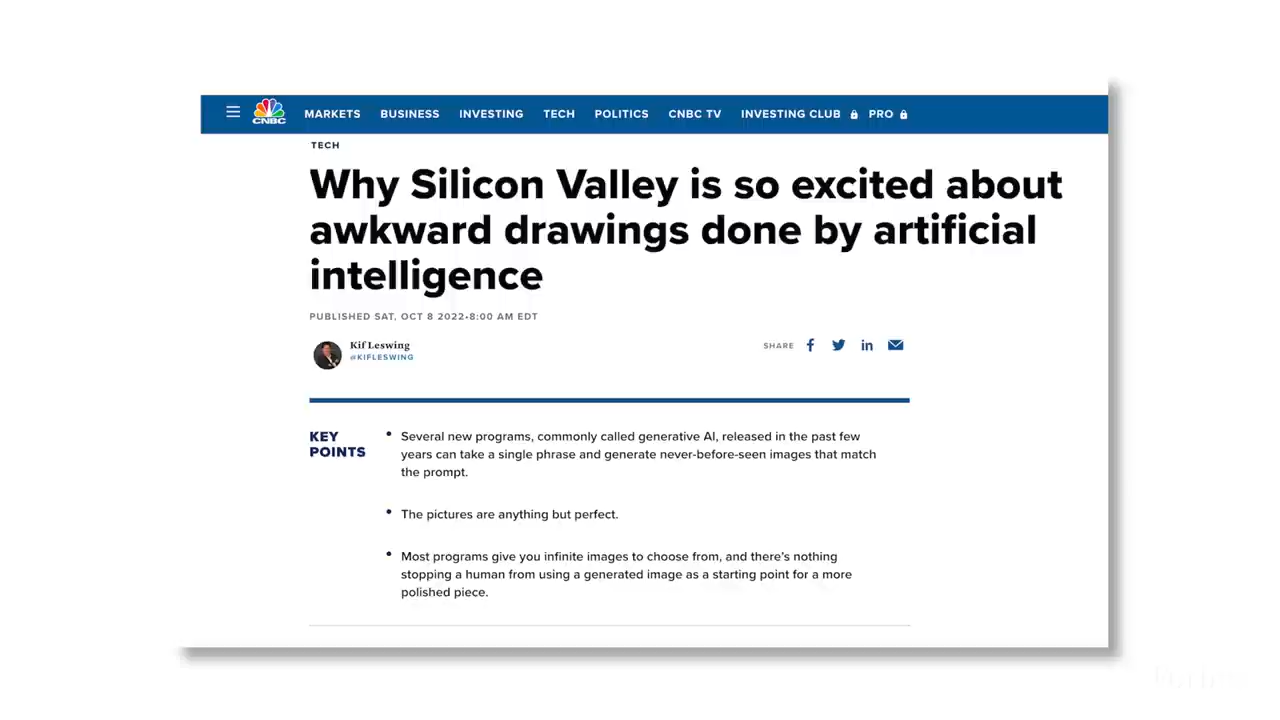 CNBC
MARKETS BUSINESS INVESTING TECH POLITICS CNBC TV INVESTING CLUB PRO
TECH
Why Silicon Valley is so excited about
awkward drawings done by artificial
intelligence
PUBLISHED SAT, OCT 8 2022•8:00 AM EDT
Kif Leswing
@KIFLESWING
SHARE
KEY
POINTS
• Several new programs, commonly called generative AI, released in the past few
years can take a single phrase and generate never-before-seen images that match
the prompt.
• The pictures are anything but perfect.
• Most programs give you infinite images to choose from, and there's nothing
stopping a human from using a generated image as a starting point for a more
polished piece.